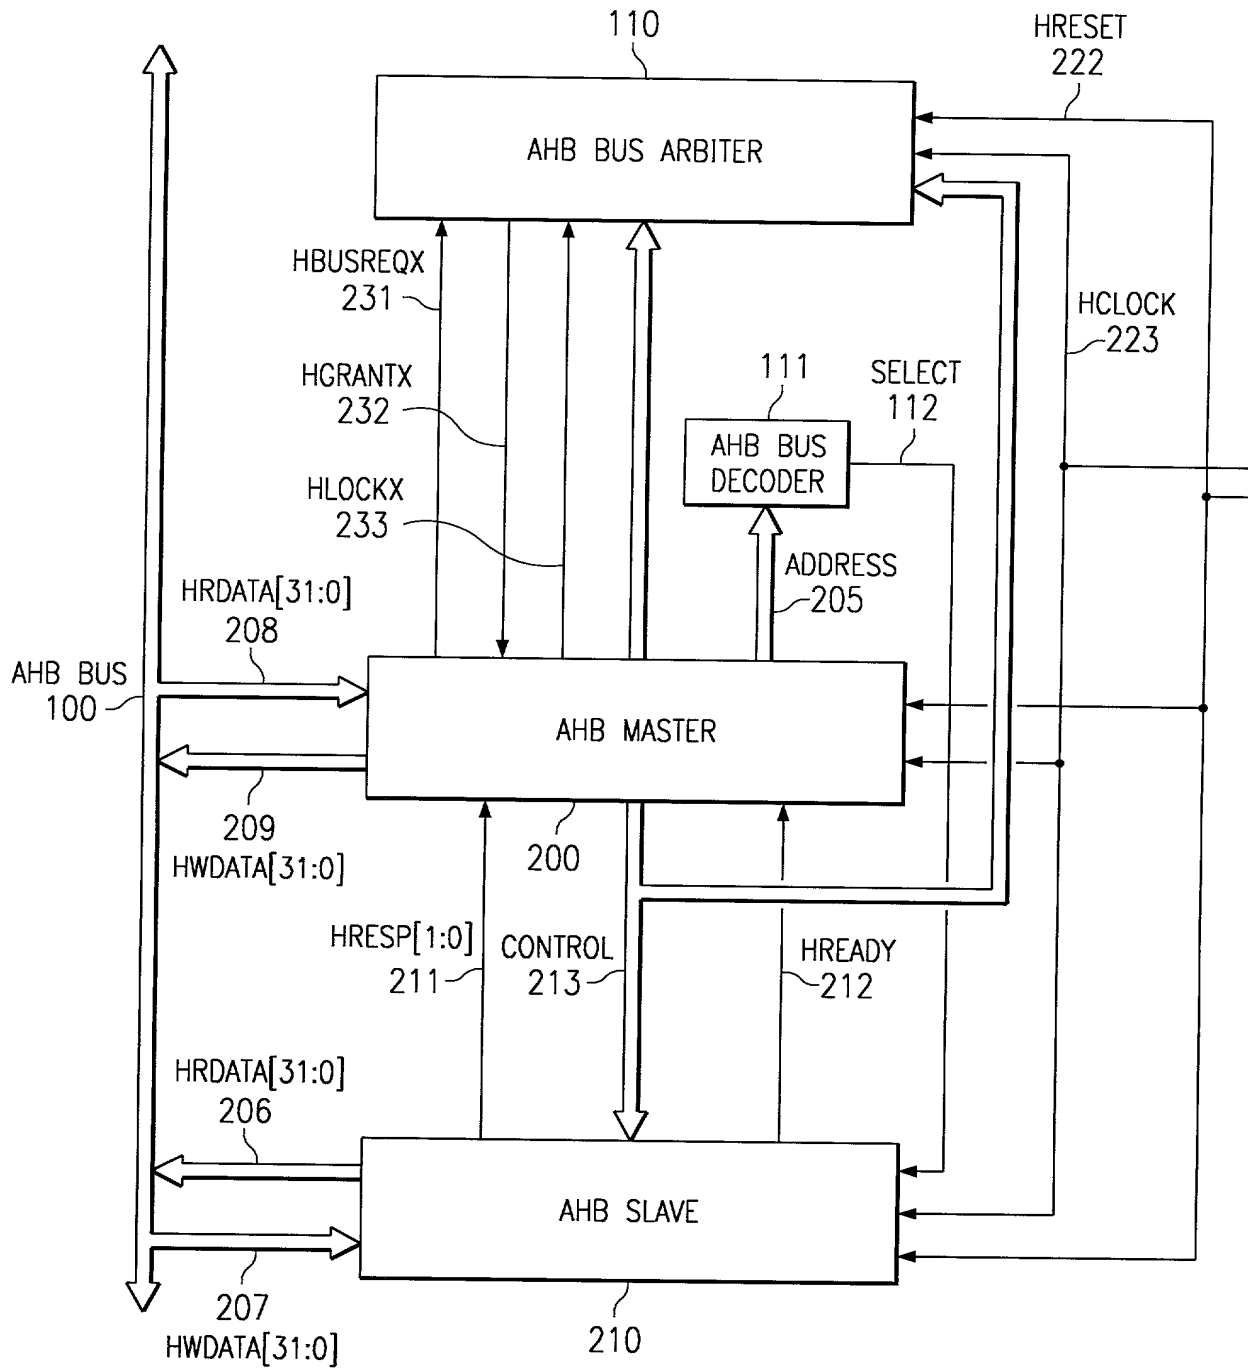 110
HRESET
222
AHB BUS ARBITER
HBUSREQX
231
HCLOCK
223
HGRANTX
232
111
SELECT
112
AHB BUS
DECODER
HLOCKX
233
ADDRESS
205
HRDATA[31:0]
208
AHB BUS
100
AHB MASTER
209
HWDATA[31:0]
200
HRESP[1:0]
211
CONTROL
213
HREADY
212
HRDATA[31:0]
206
AHB SLAVE
207
HWDATA[31:0]
210